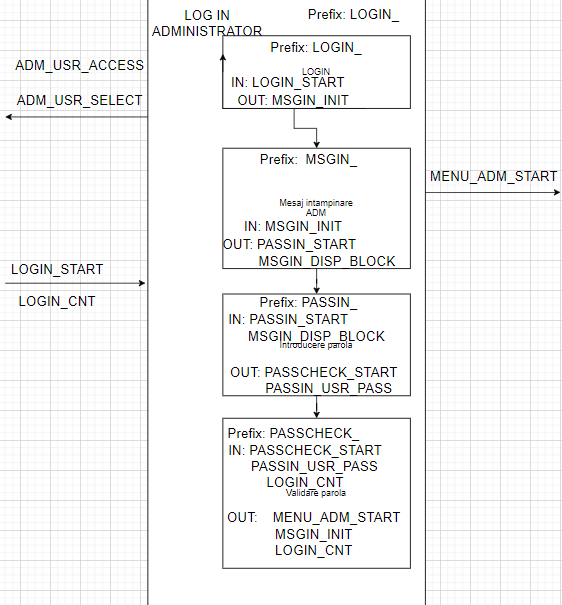 LOG IN
ADMINISTRATOR
Prefix: LOGIN_
Prefix: LOGIN_
LOGIN
IN: LOGIN_START
OUT: MSGIN_INIT
ADM_USR_ACCESS
ADM_USR_SELECT
Prefix: MSGIN_
Mesaj intampinare
ADM
IN: MSGIN_INIT
OUT: PASSIN_START
MSGIN_DISP_BLOCK
MENU_ADM_START
LOGIN_START
LOGIN_CNT
Prefix: PASSIN_
IN: PASSIN_START
MSGIN_DISP_BLOCK
Introducere parola
OUT: PASSCHECK_START
PASSIN_USR_PASS
Prefix: PASSCHECK_
IN: PASSCHECK_START
PASSIN_USR_PASS
LOGIN_CNT
Validare parola
OUT: MENU_ADM_START
MSGIN_INIT
LOGIN_CNT